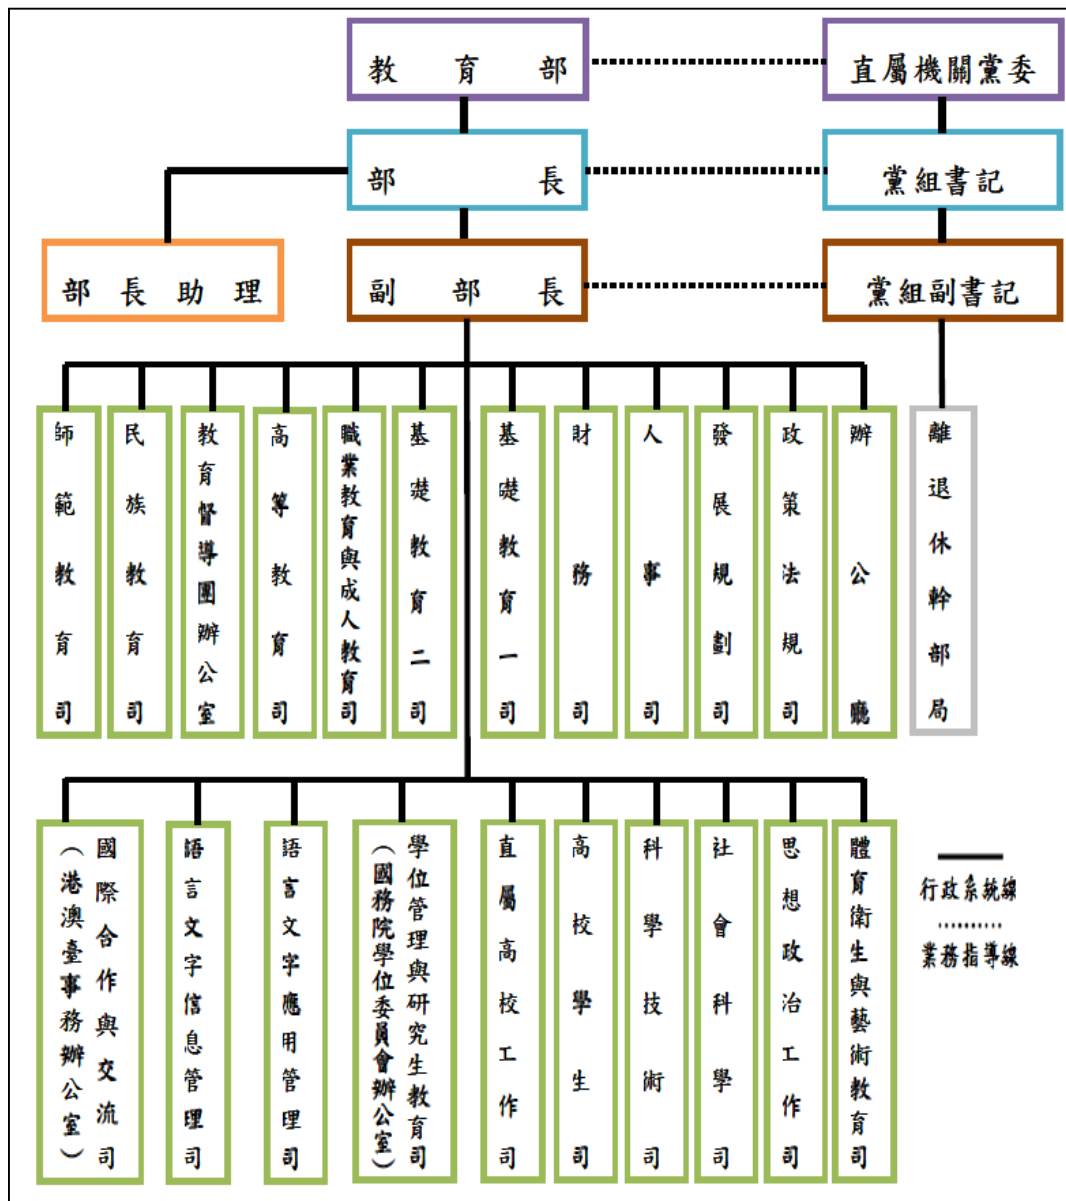 教育部
直屬機關黨委
部長
黨組書記
部長助理
副部長
黨組副書記
師範教育司
民族教育司
教育督導團辦公室
高等教育司
職業教育與成人教育司
基礎教育二司
基礎教育一司
財務司
人事司
發展規劃司
政策法規司
辦公廳
離退休幹部局
國際合作與交流司
（港澳臺事務辦公室）
語言文字信息管理司
語言文字應用管理司
學位管理與研究生教育司
（國務院學位委員會辦公室）
直屬高校工作司
高校學生司
科學技術司
社會科學司
思想政治工作司
體育衛生與藝術教育司
行政系統線
業務指導線